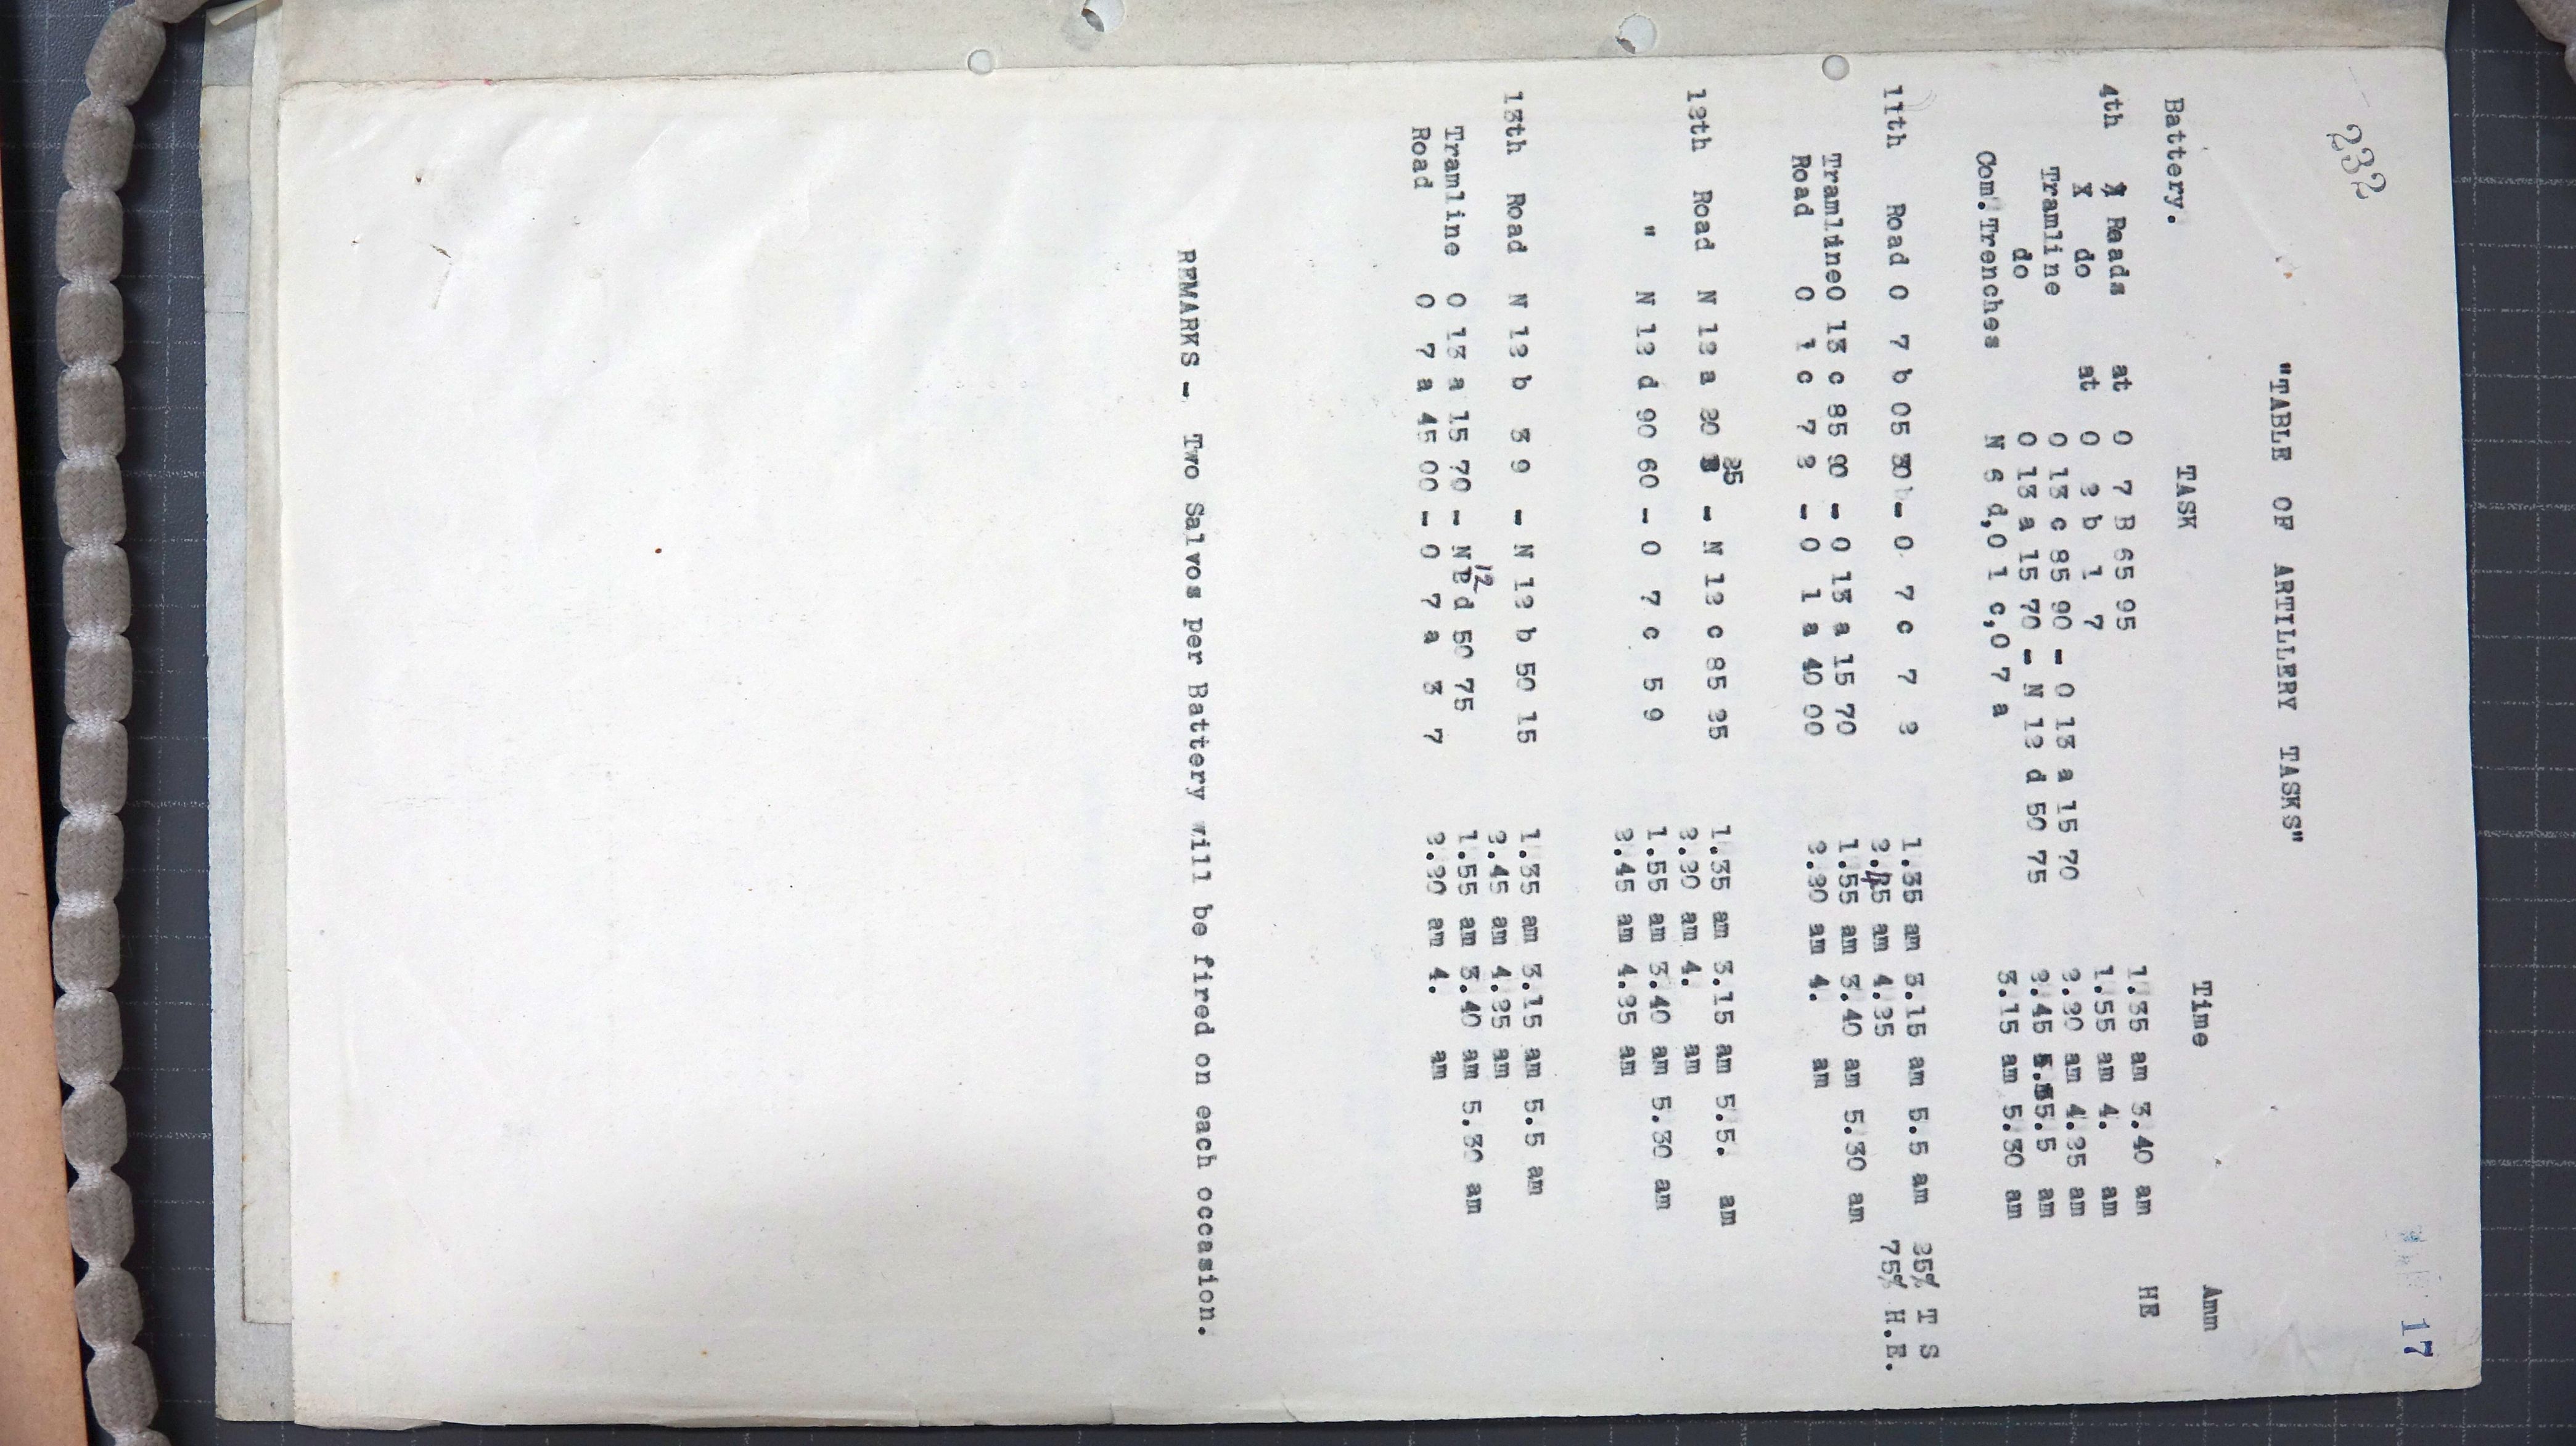 232
17
"TABLE OF ARTILLERY TASKS"
Battery. TASK Time Amm
4th X Roads at O 7 B 65 95 1.35 am 3.40 am HE
X do at O 2 b 1 7 1.55 am 4. am
Tramline O 13 c 85 90 - O 13 a 15 70 2.20 am 4.25 am
do O 13 a 15 70 - N 12 d 50 75 2.45 5.5 am
Com. Trenches N 6 d,O 1 c,O 7 a 3.15 am 5.30 am
11th Road O 7 b 05 30 - O 7 c 7 2 1.35 am 3.15 am 5.5 am 25% T S
2.45 am 4.25 75% H.E.
Tramline O 13 c 85 90 - O 13 a 15 70 1.55 am 3.40 am 5.30 am
Road O 1 c 7 2 - O 1 a 40 00 2.20 am 4. am
12th Road N 12 a 20 25 - N 12 c 85 25 1.35 am 3.15 am 5.5. am
2.20 am 4. am
" N 12 d 90 60 - O 7 c 5 9 1.55 am 3.40 am 5.30 am
2.45 am 4.25 am
13th Road N 12 b 3 9 - N 12 b 50 15 1.35 am 3.15 am 5.5 am
2.45 am 4.25 am
Tramline O 13 a 15 70 - N 12 d 50 75 1.55 am 3.40 am 5.30 am
Road O 7 a 45 00 - O 7 a 3 7 2.20 am 4. am
REMARKS - Two Salvos per Battery will be fired on each occasion.